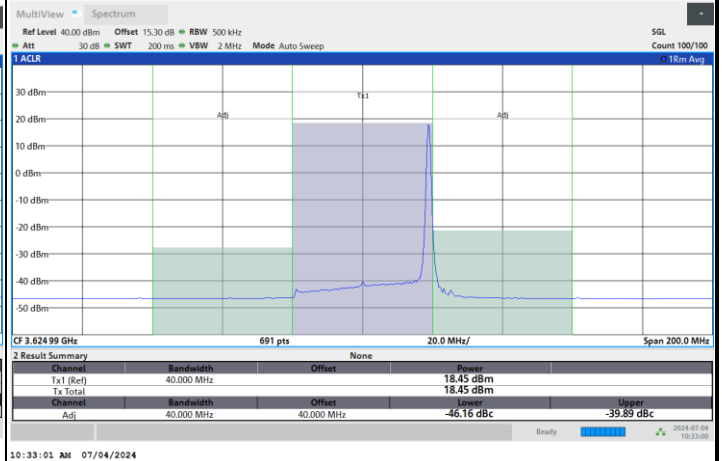 MultiView Spectrum
Ref Level 40.00 dBm Offset 15.30 dB RBW 500 kHz SGL
Att 30 dB SWT 200 ms VBW 2 MHz Mode Auto Sweep Count 100/100
1 ACLR 1Rm Avg
30 dBm
Tx1
20 dBm Adj Adj
10 dBm
0 dBm
-10 dBm
-20 dBm
-30 dBm
-40 dBm
-50 dBm
CF 3.624 99 GHz 691 pts 20.0 MHz/ Span 200.0 MHz
2 Result Summary None
Channel Bandwidth Offset Power
Tx1 (Ref) 40.000 MHz 18.45 dBm
Tx Total 18.45 dBm
Channel Bandwidth Offset Lower Upper
Adj 40.000 MHz 40.000 MHz -46.16 dBc -39.89 dBc
Ready 2024-07-04
10:33:00
10:33:01 AM 07/04/2024